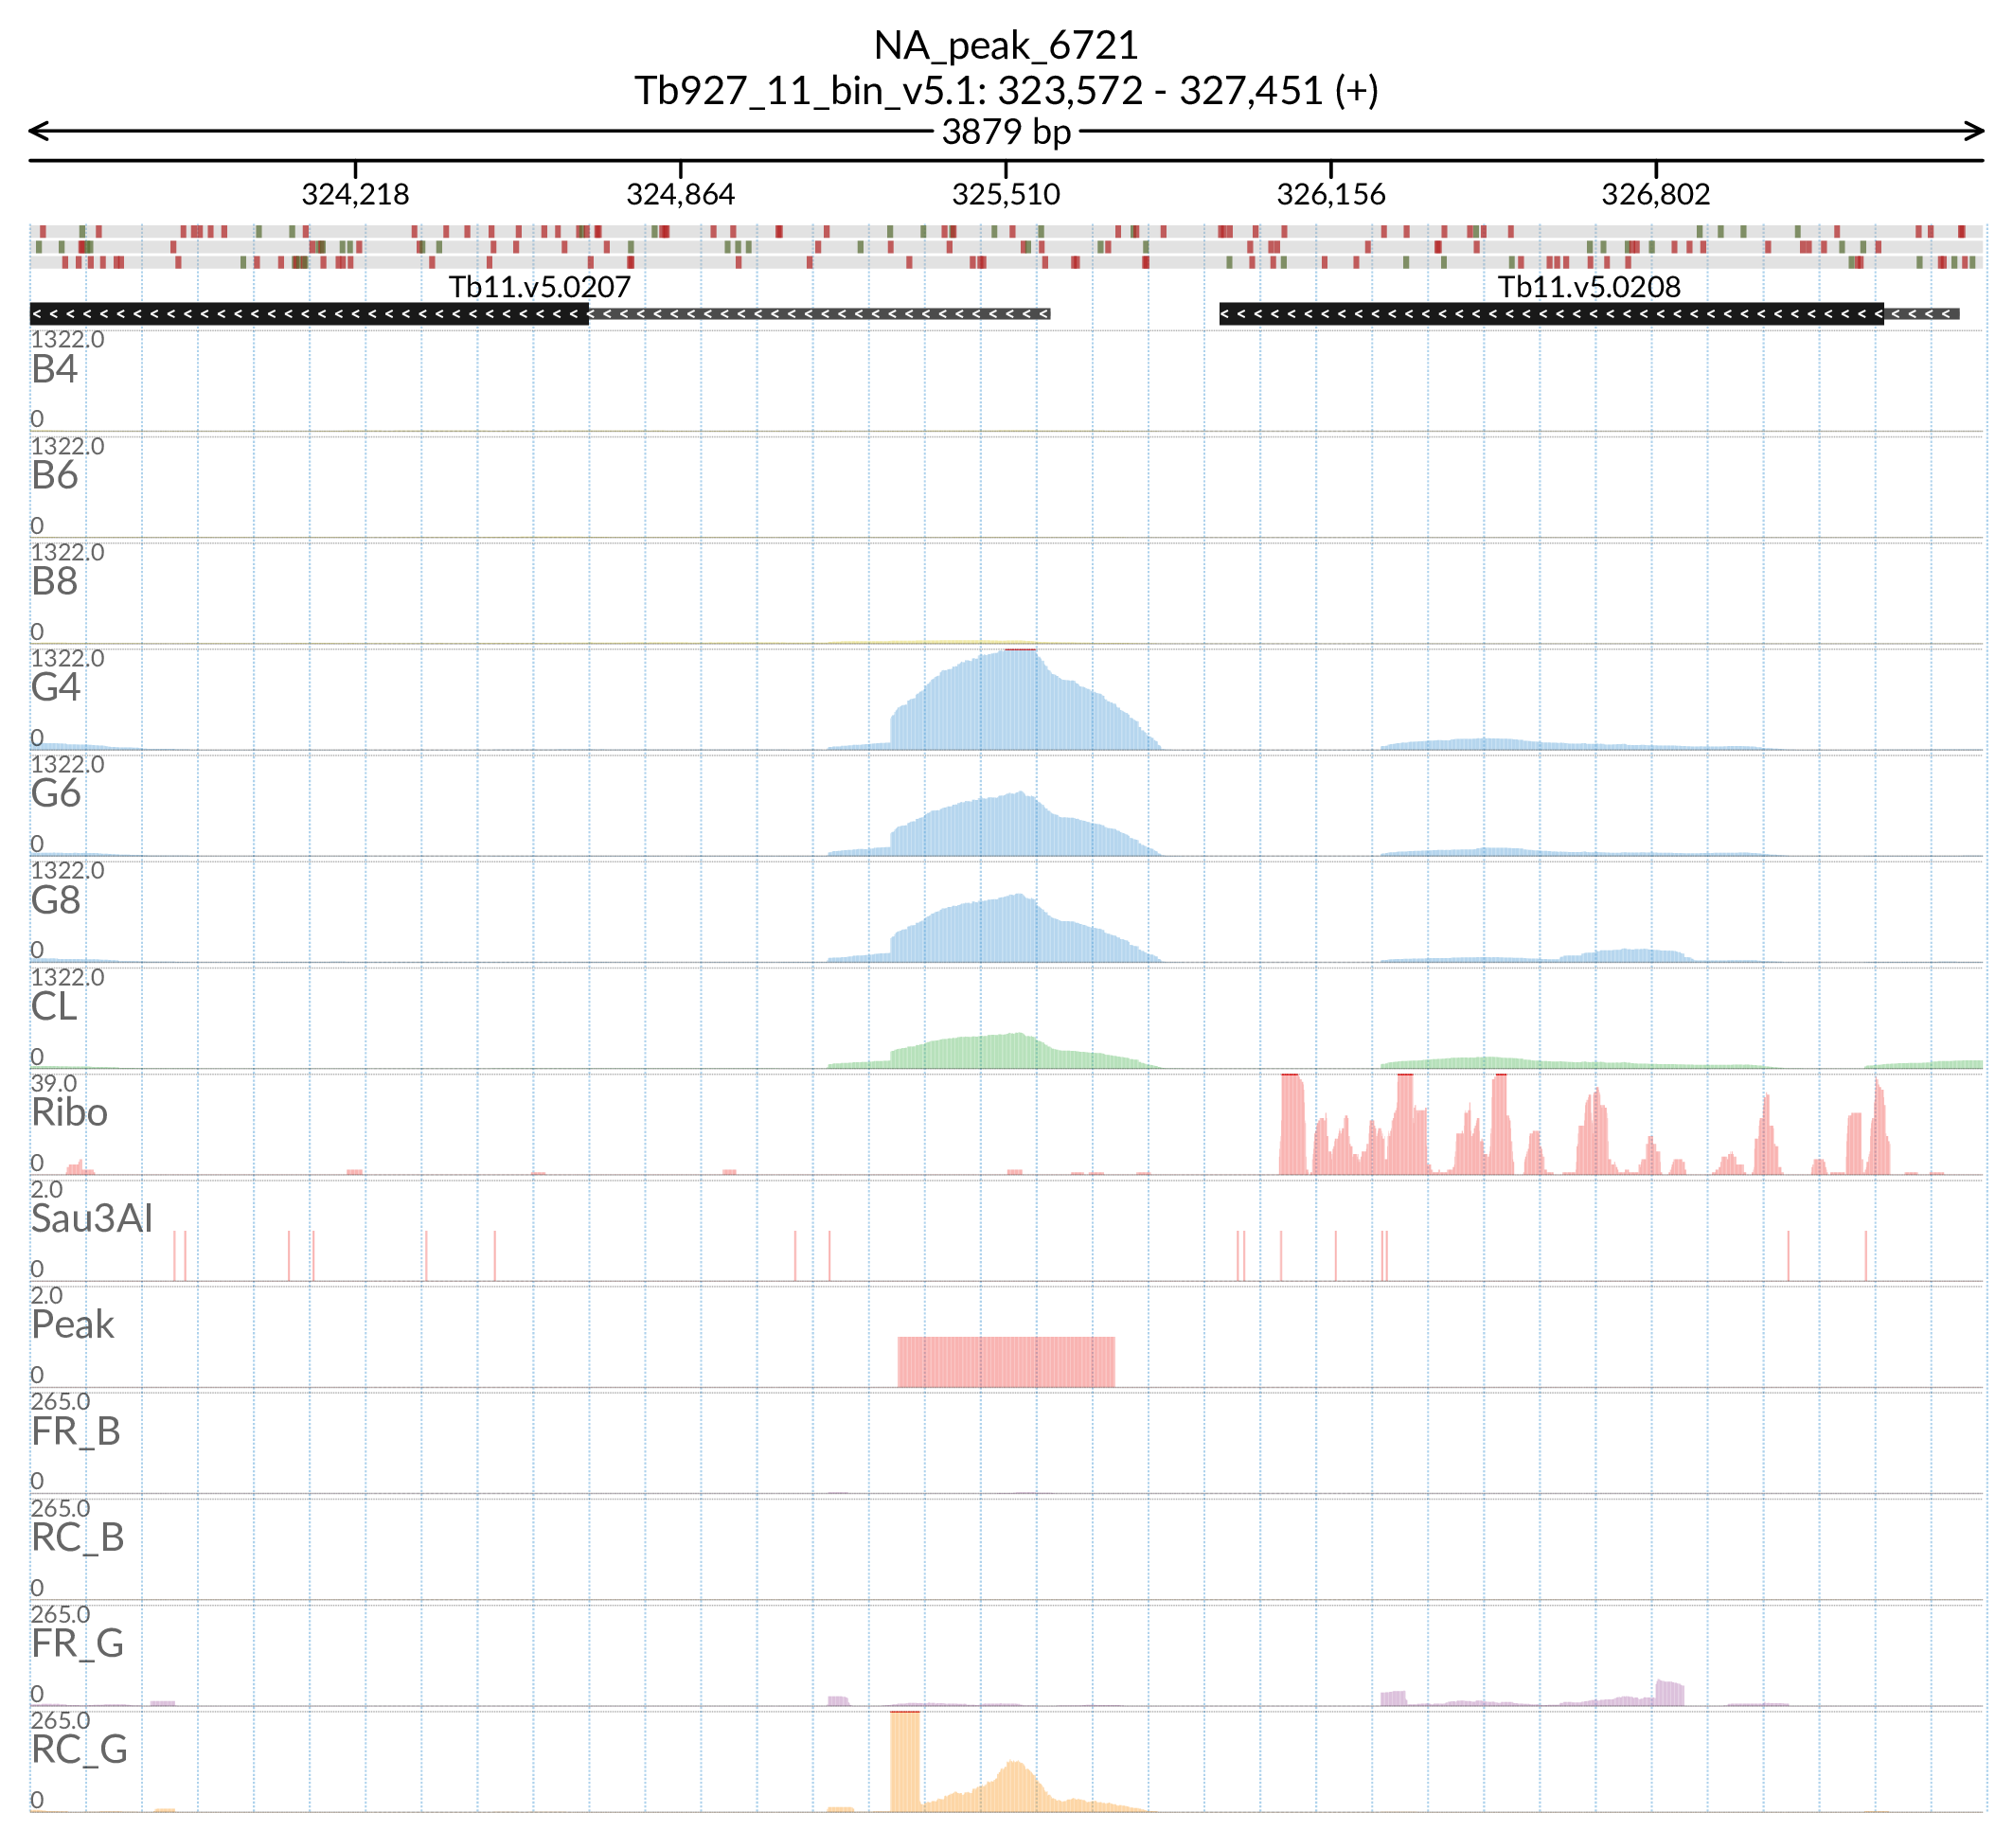 NA_peak_6721
Tb927_11_bin_v5.1: 323,572 - 327,451 (+)
3879 bp
324,218 324,864 325,510 326,156 326,802
Tb11.v5.0207 Tb11.v5.0208
1322.0
B4
0
1322.0
B6
0
1322.0
B8
0
1322.0
G4
0
1322.0
G6
0
1322.0
G8
0
1322.0
CL
0
39.0
Ribo
0
2.0
Sau3AI
0
2.0
Peak
0
265.0
FR_B
0
265.0
RC_B
0
265.0
FR_G
0
265.0
RC_G
0